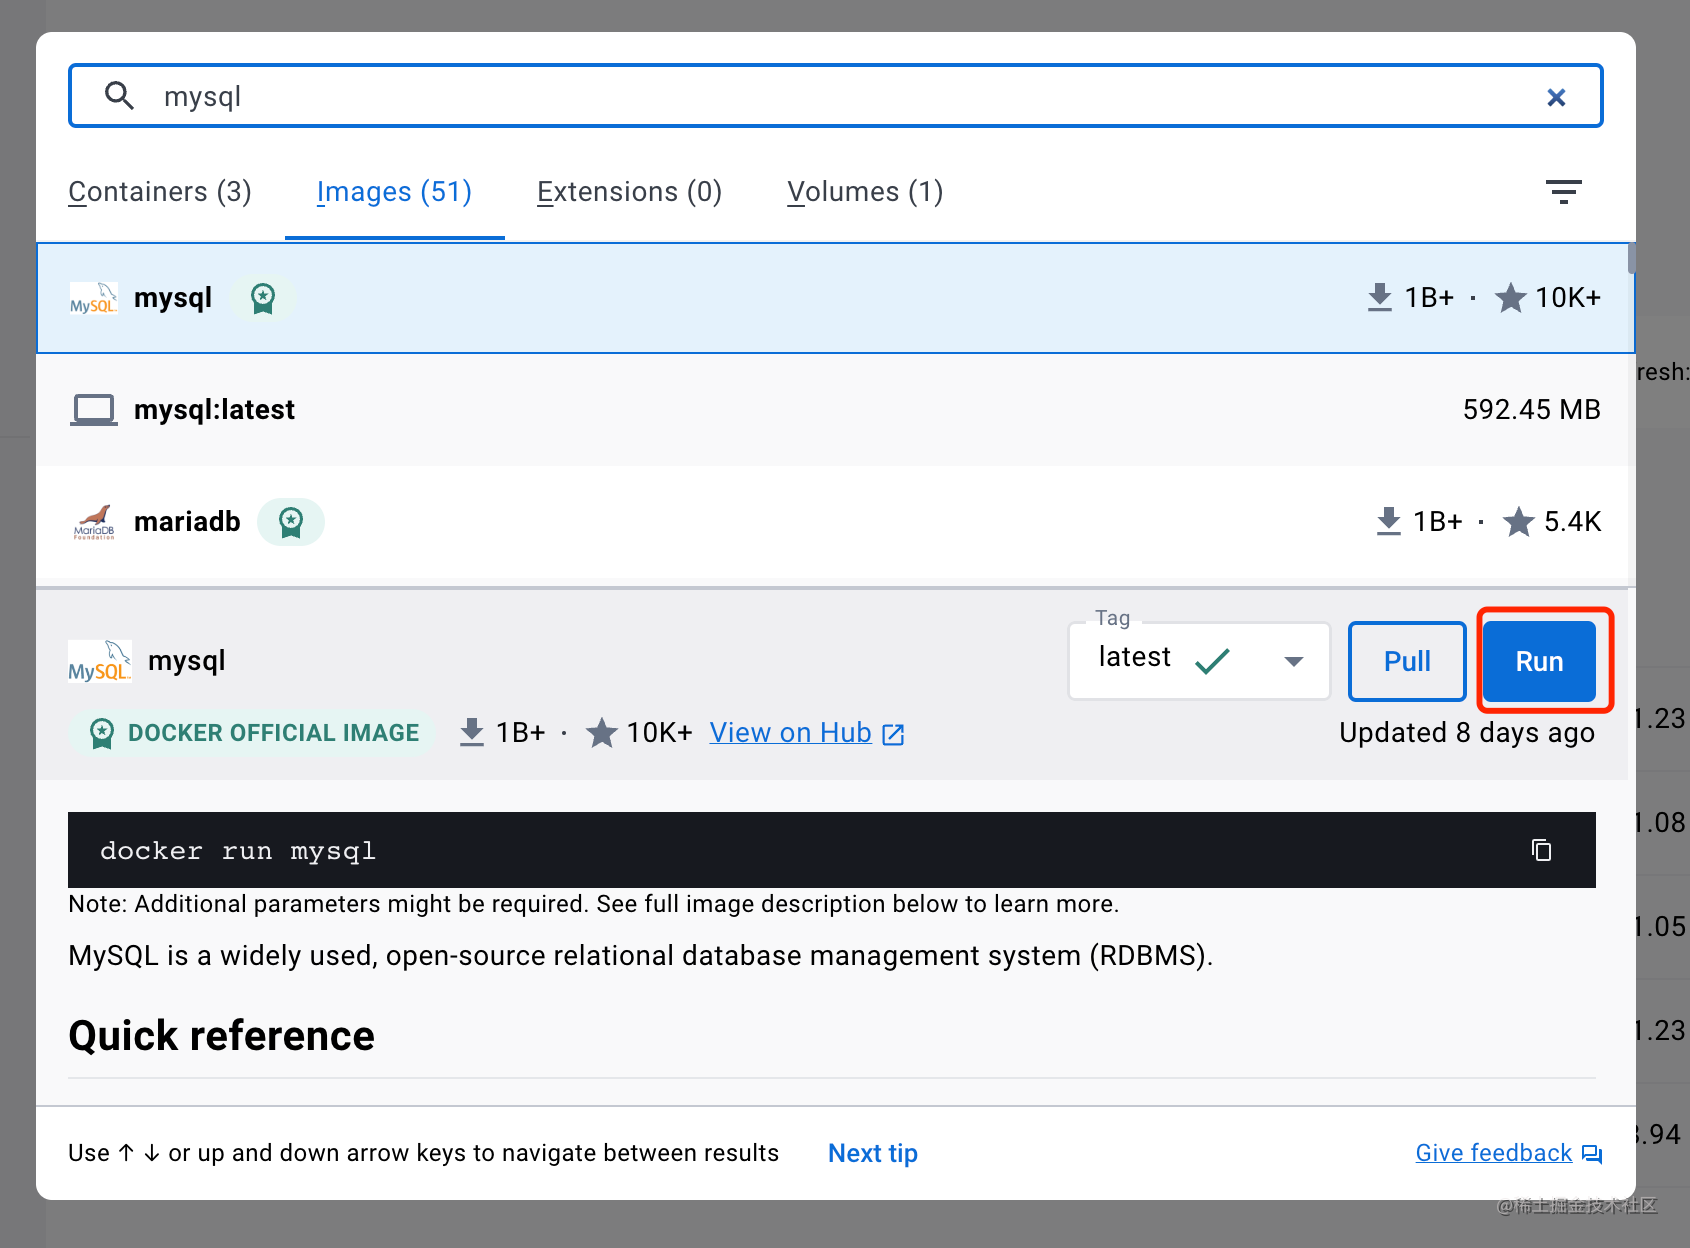 mysql
Containers (3) Images (51) Extensions (0) Volumes (1)
MySQL mysql 1B+ · 10K+
resh:
mysql:latest 592.45 MB
MariaDB Foundation mariadb 1B+ · 5.4K
Tag
MySQL mysql latest Pull Run
DOCKER OFFICIAL IMAGE 1B+ · 10K+ View on Hub Updated 8 days ago
1.23
docker run mysql
1.08
Note: Additional parameters might be required. See full image description below to learn more.
1.05
MySQL is a widely used, open-source relational database management system (RDBMS).
Quick reference
1.23
3.94
Use ↑ ↓ or up and down arrow keys to navigate between results Next tip Give feedback
@稀土掘金技术社区